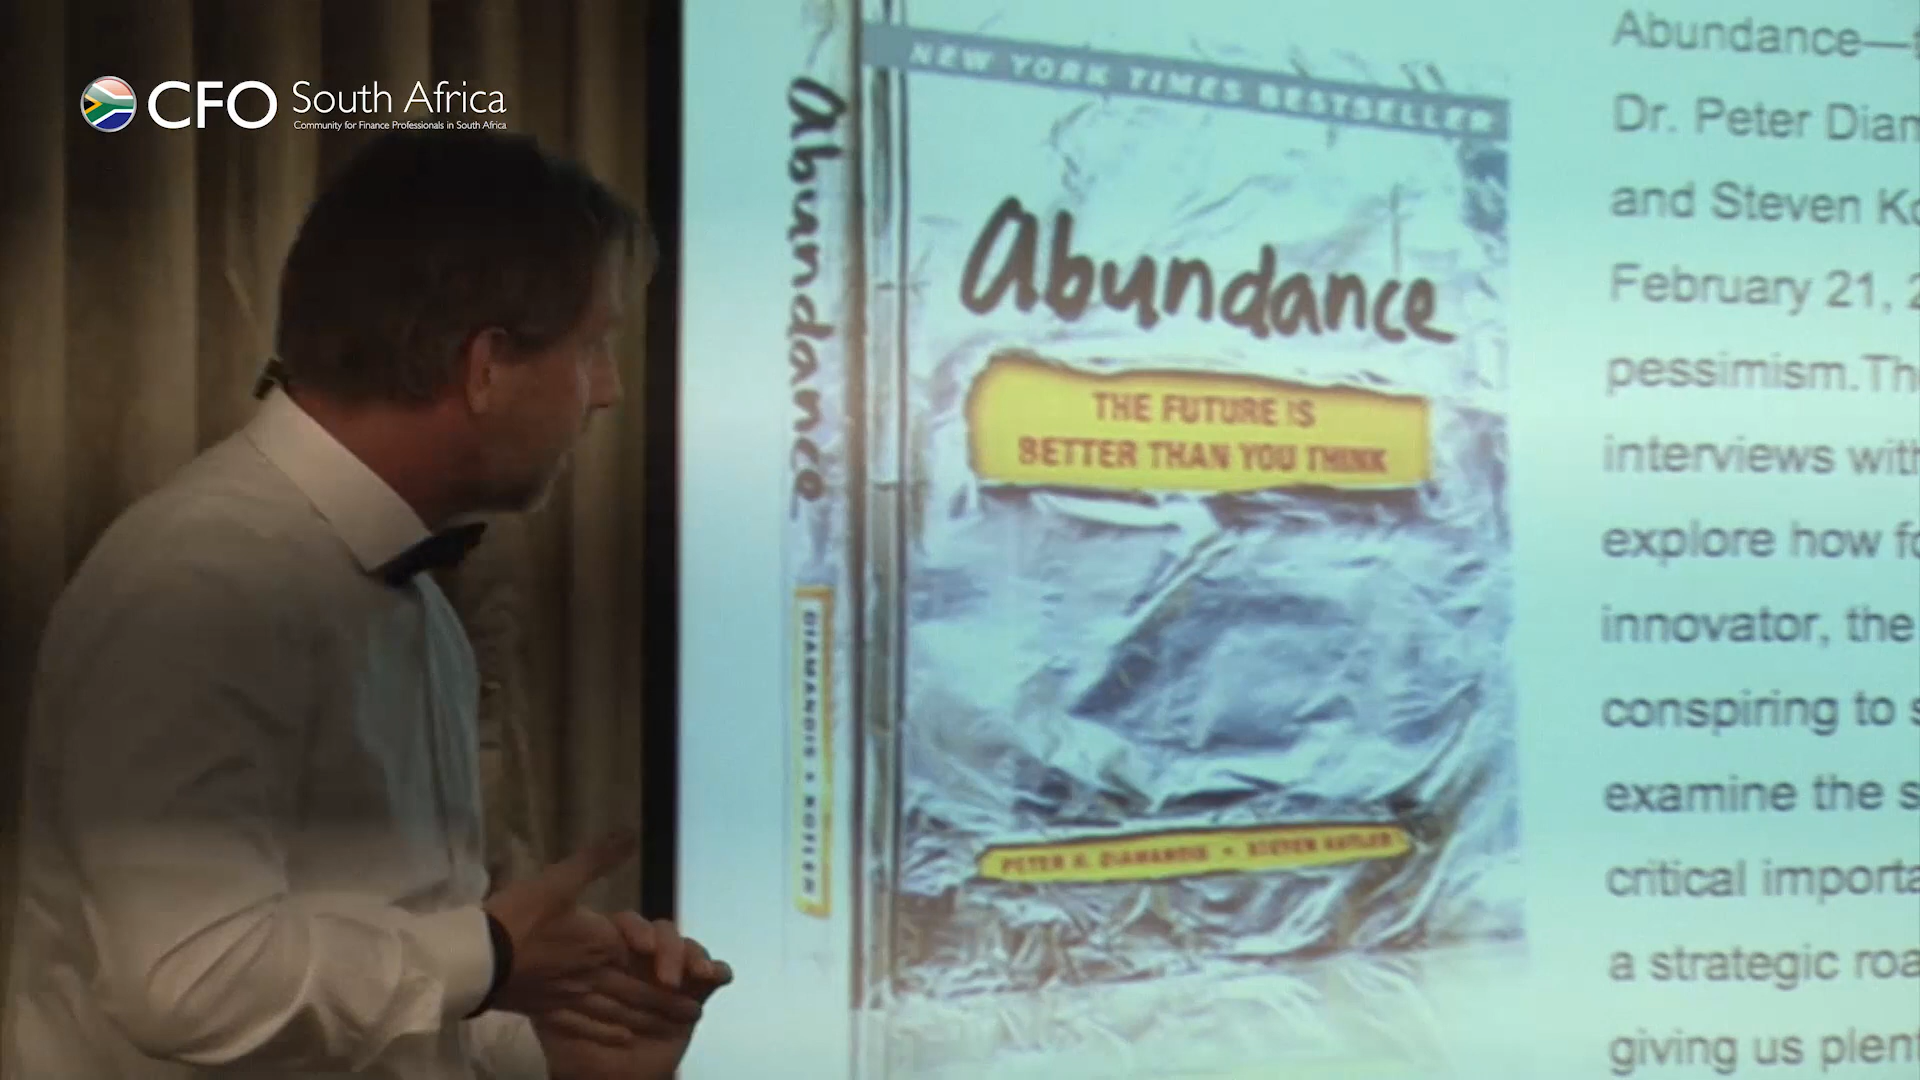 CFO South Africa
Community for Finance Professionals in South Africa
Abundance
DIAMANDIS • KOTLER
NEW YORK TIMES BESTSELLER
Abundance
THE FUTURE IS
BETTER THAN YOU THINK
PETER H. DIAMANDIS • STEVEN KOTLER
Abundance—
Dr. Peter Diam
and Steven Ko
February 21, 2
pessimism.Th
interviews with
explore how fo
innovator, the
conspiring to s
examine the s
critical importa
a strategic roa
giving us plent